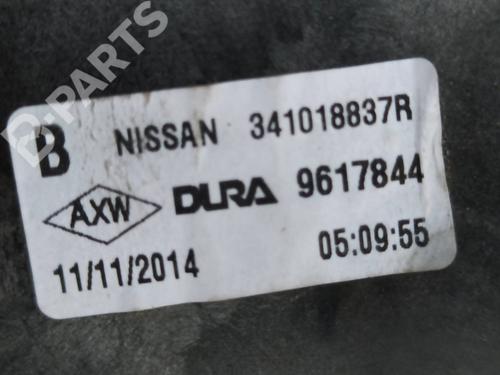 B-PARTS
B NISSAN 341018837R
AXW DURA 9617844
11/11/2014 05:09:55